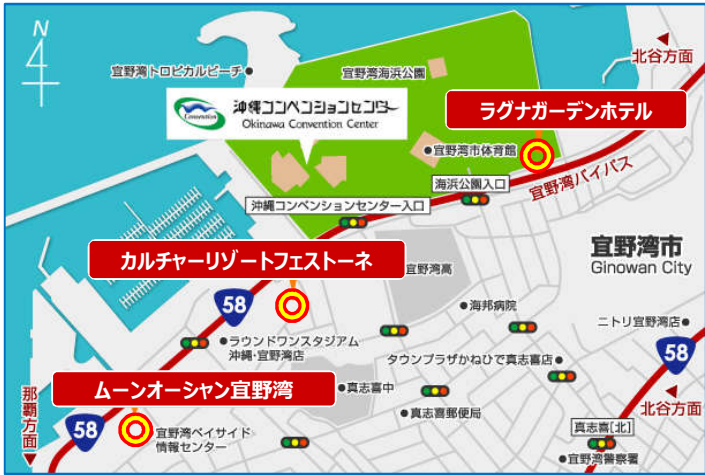 N
北谷方面
宜野湾トロピカルビーチ
宜野湾海浜公園
Convention
沖縄コンベンションセンター
Okinawa Convention Center
ラグナガーデンホテル
宜野湾市体育館
海浜公園入口
宜野湾バイパス
沖縄コンベンションセンター入口
カルチャーリゾートフェストーネ
宜野湾高
宜野湾市
Ginowan City
58
海邦病院
ニトリ宜野湾店
ラウンドワンスタジアム
沖縄・宜野湾店
58
タウンプラザかねひで真志喜店
ムーンオーシャン宜野湾
真志喜中
北谷方面
那覇方面
58
宜野湾ベイサイド
情報センター
真志喜郵便局
真志喜[北]
宜野湾警察署